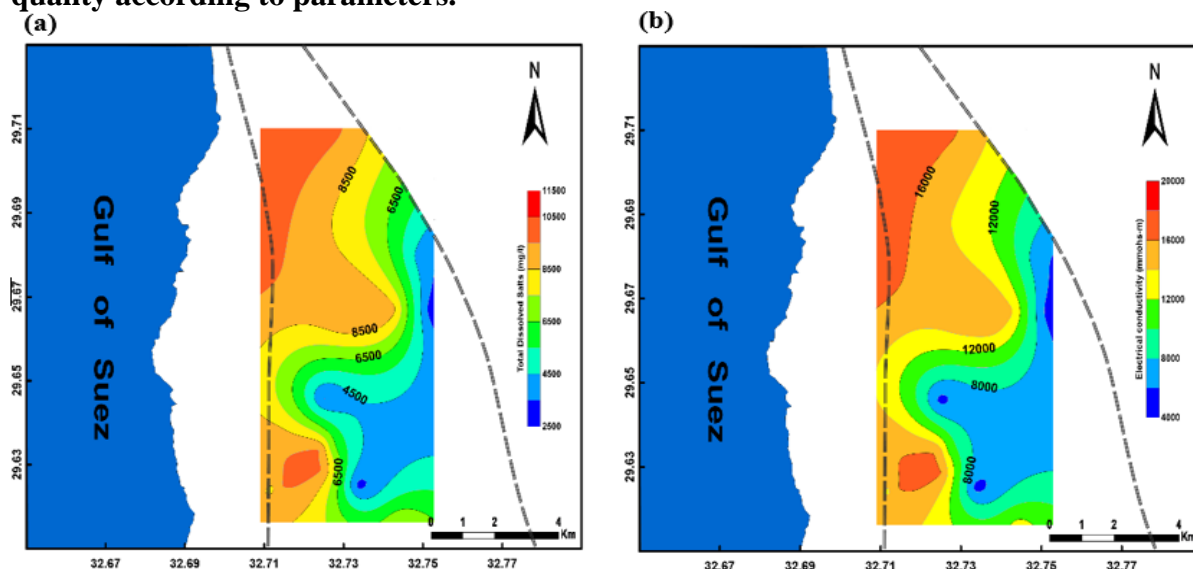 quality according to parameters.
(a)
(b)
N
29.71
29.69
29.67
29.65
29.63
Gulf of Suez
8500
6500
8500
6500
4500
6500
11500
10500
8500
6500
4500
2500
Total Dissolved Salts (mg/l)
0 1 2 4
Km
32.67 32.69 32.71 32.73 32.75 32.77
N
29.71
29.69
29.67
29.65
29.63
Gulf of Suez
16000
12000
12000
8000
8000
20000
16000
12000
8000
4000
Electrical conductivity (mmohs-m)
0 1 2 4
Km
32.67 32.69 32.71 32.73 32.75 32.77